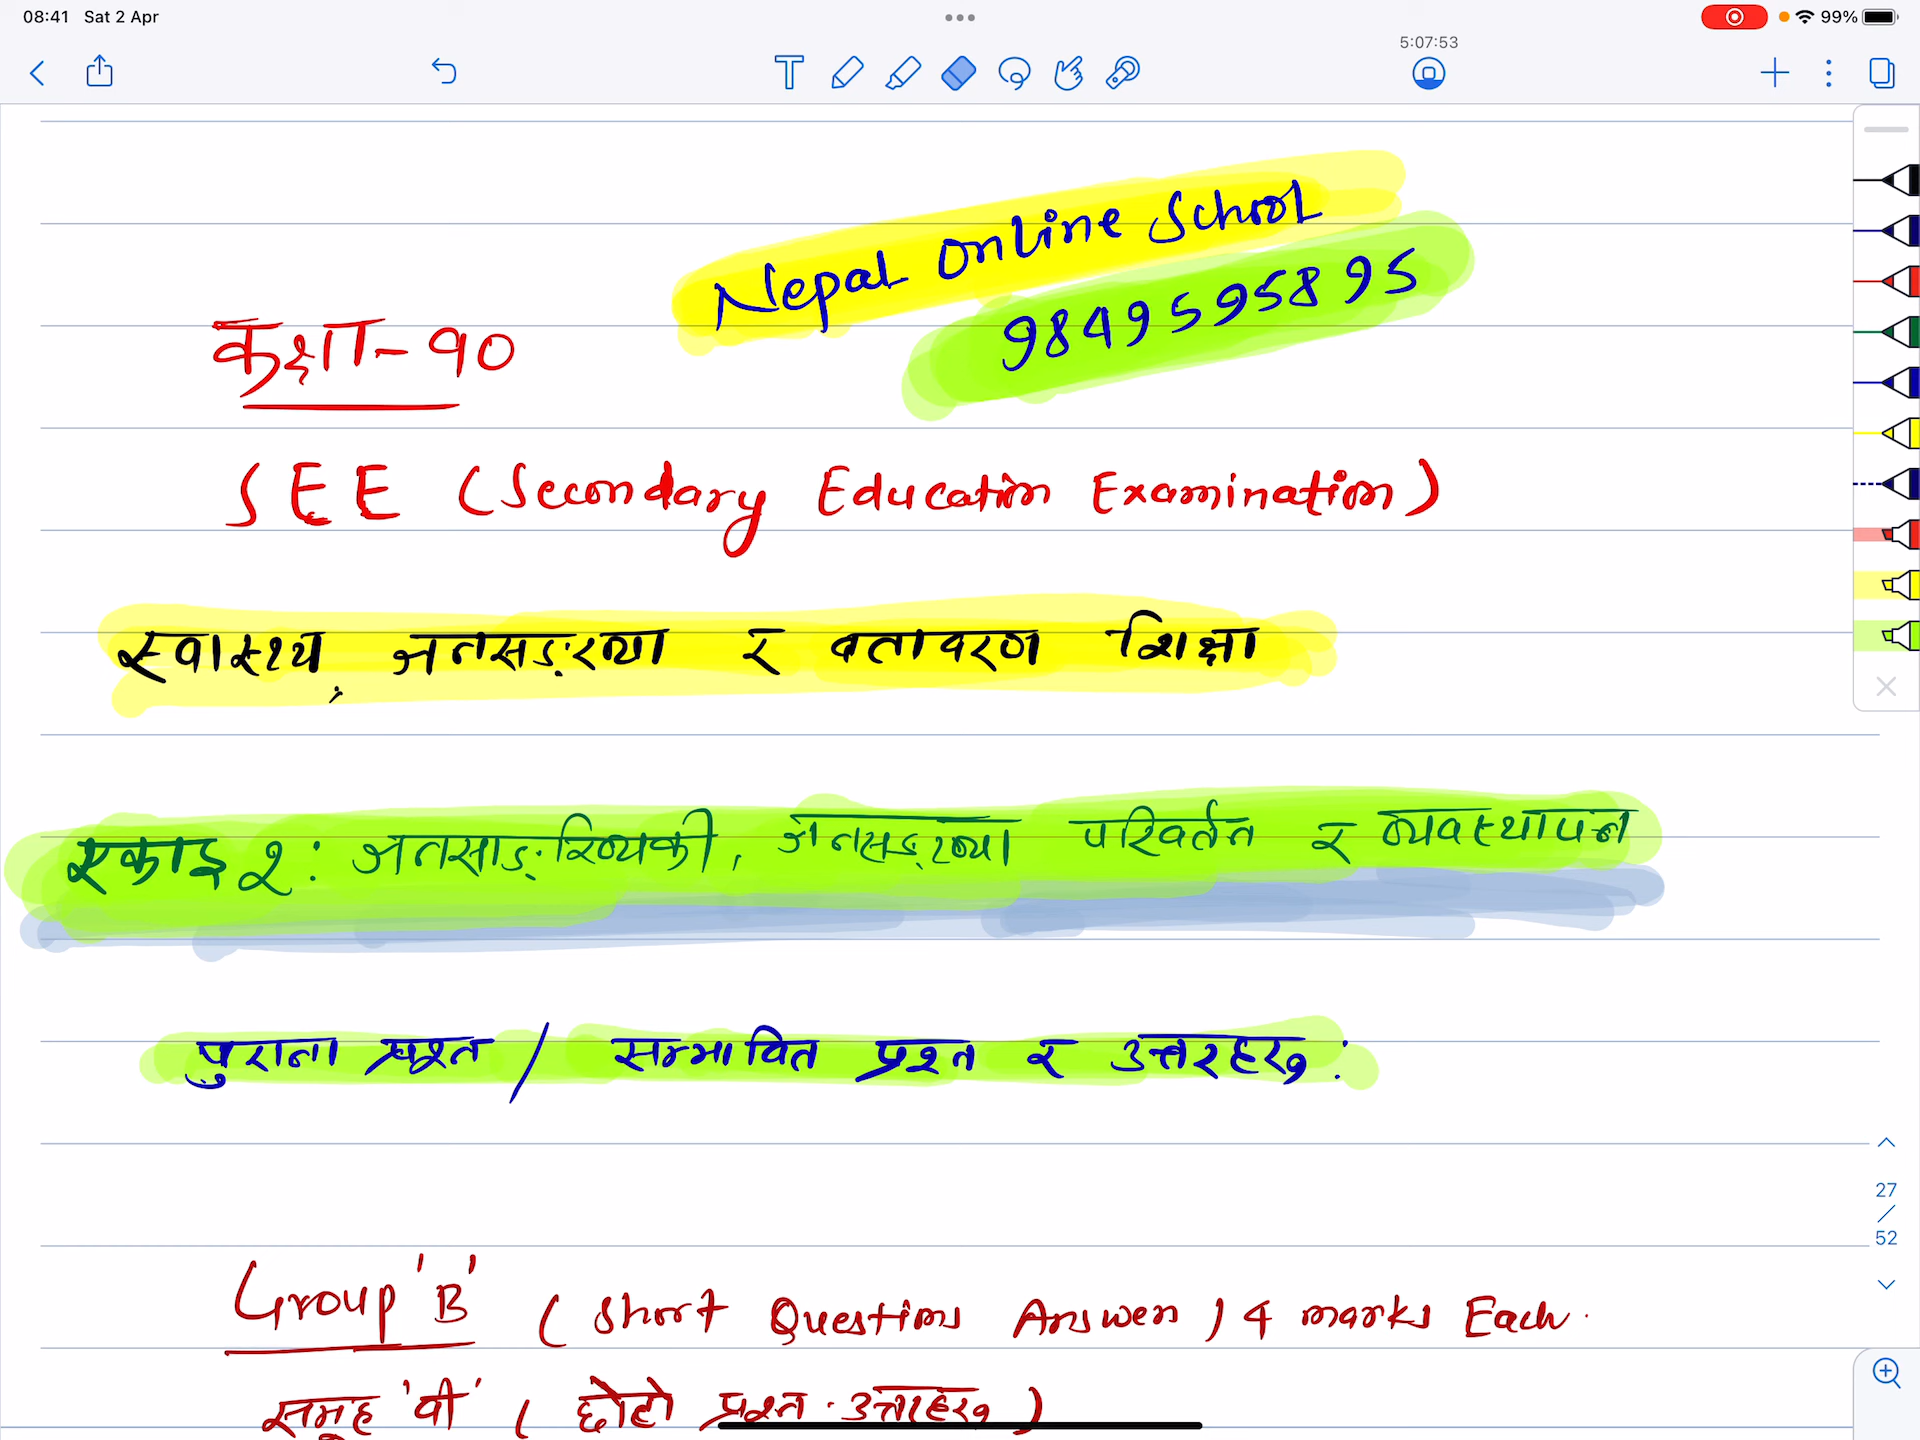 08:41 Sat 2 Apr
99%
5:07:53
Nepal Online School
9849595895
कक्षा - १०
SEE (Secondary Education Examination)
स्वास्थ्य, जनसङ्ख्या र वतावरण शिक्षा
एकाइ २: जनसाङ्ख्यिकी, जनसङ्ख्या परिवर्तन र व्यवस्थापन
पुराना प्रश्न / सम्भावित प्रश्न र उत्तरहरु:
27
/
52
Group 'B' (Short Questions Answer) 4 marks Each.
समूह 'वी' (छोटो प्रश्न-उत्तरहरु)